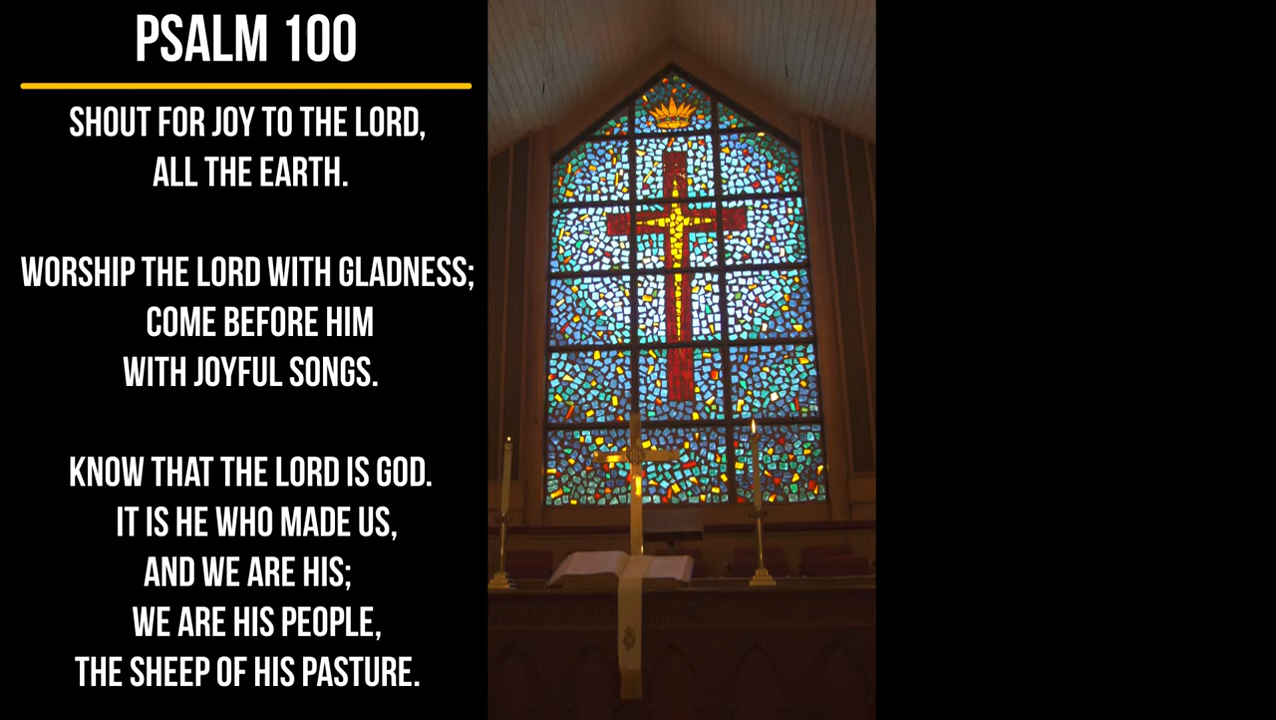 PSALM 100
SHOUT FOR JOY TO THE LORD,
ALL THE EARTH.
WORSHIP THE LORD WITH GLADNESS;
COME BEFORE HIM
WITH JOYFUL SONGS.
KNOW THAT THE LORD IS GOD.
IT IS HE WHO MADE US,
AND WE ARE HIS;
WE ARE HIS PEOPLE,
THE SHEEP OF HIS PASTURE.